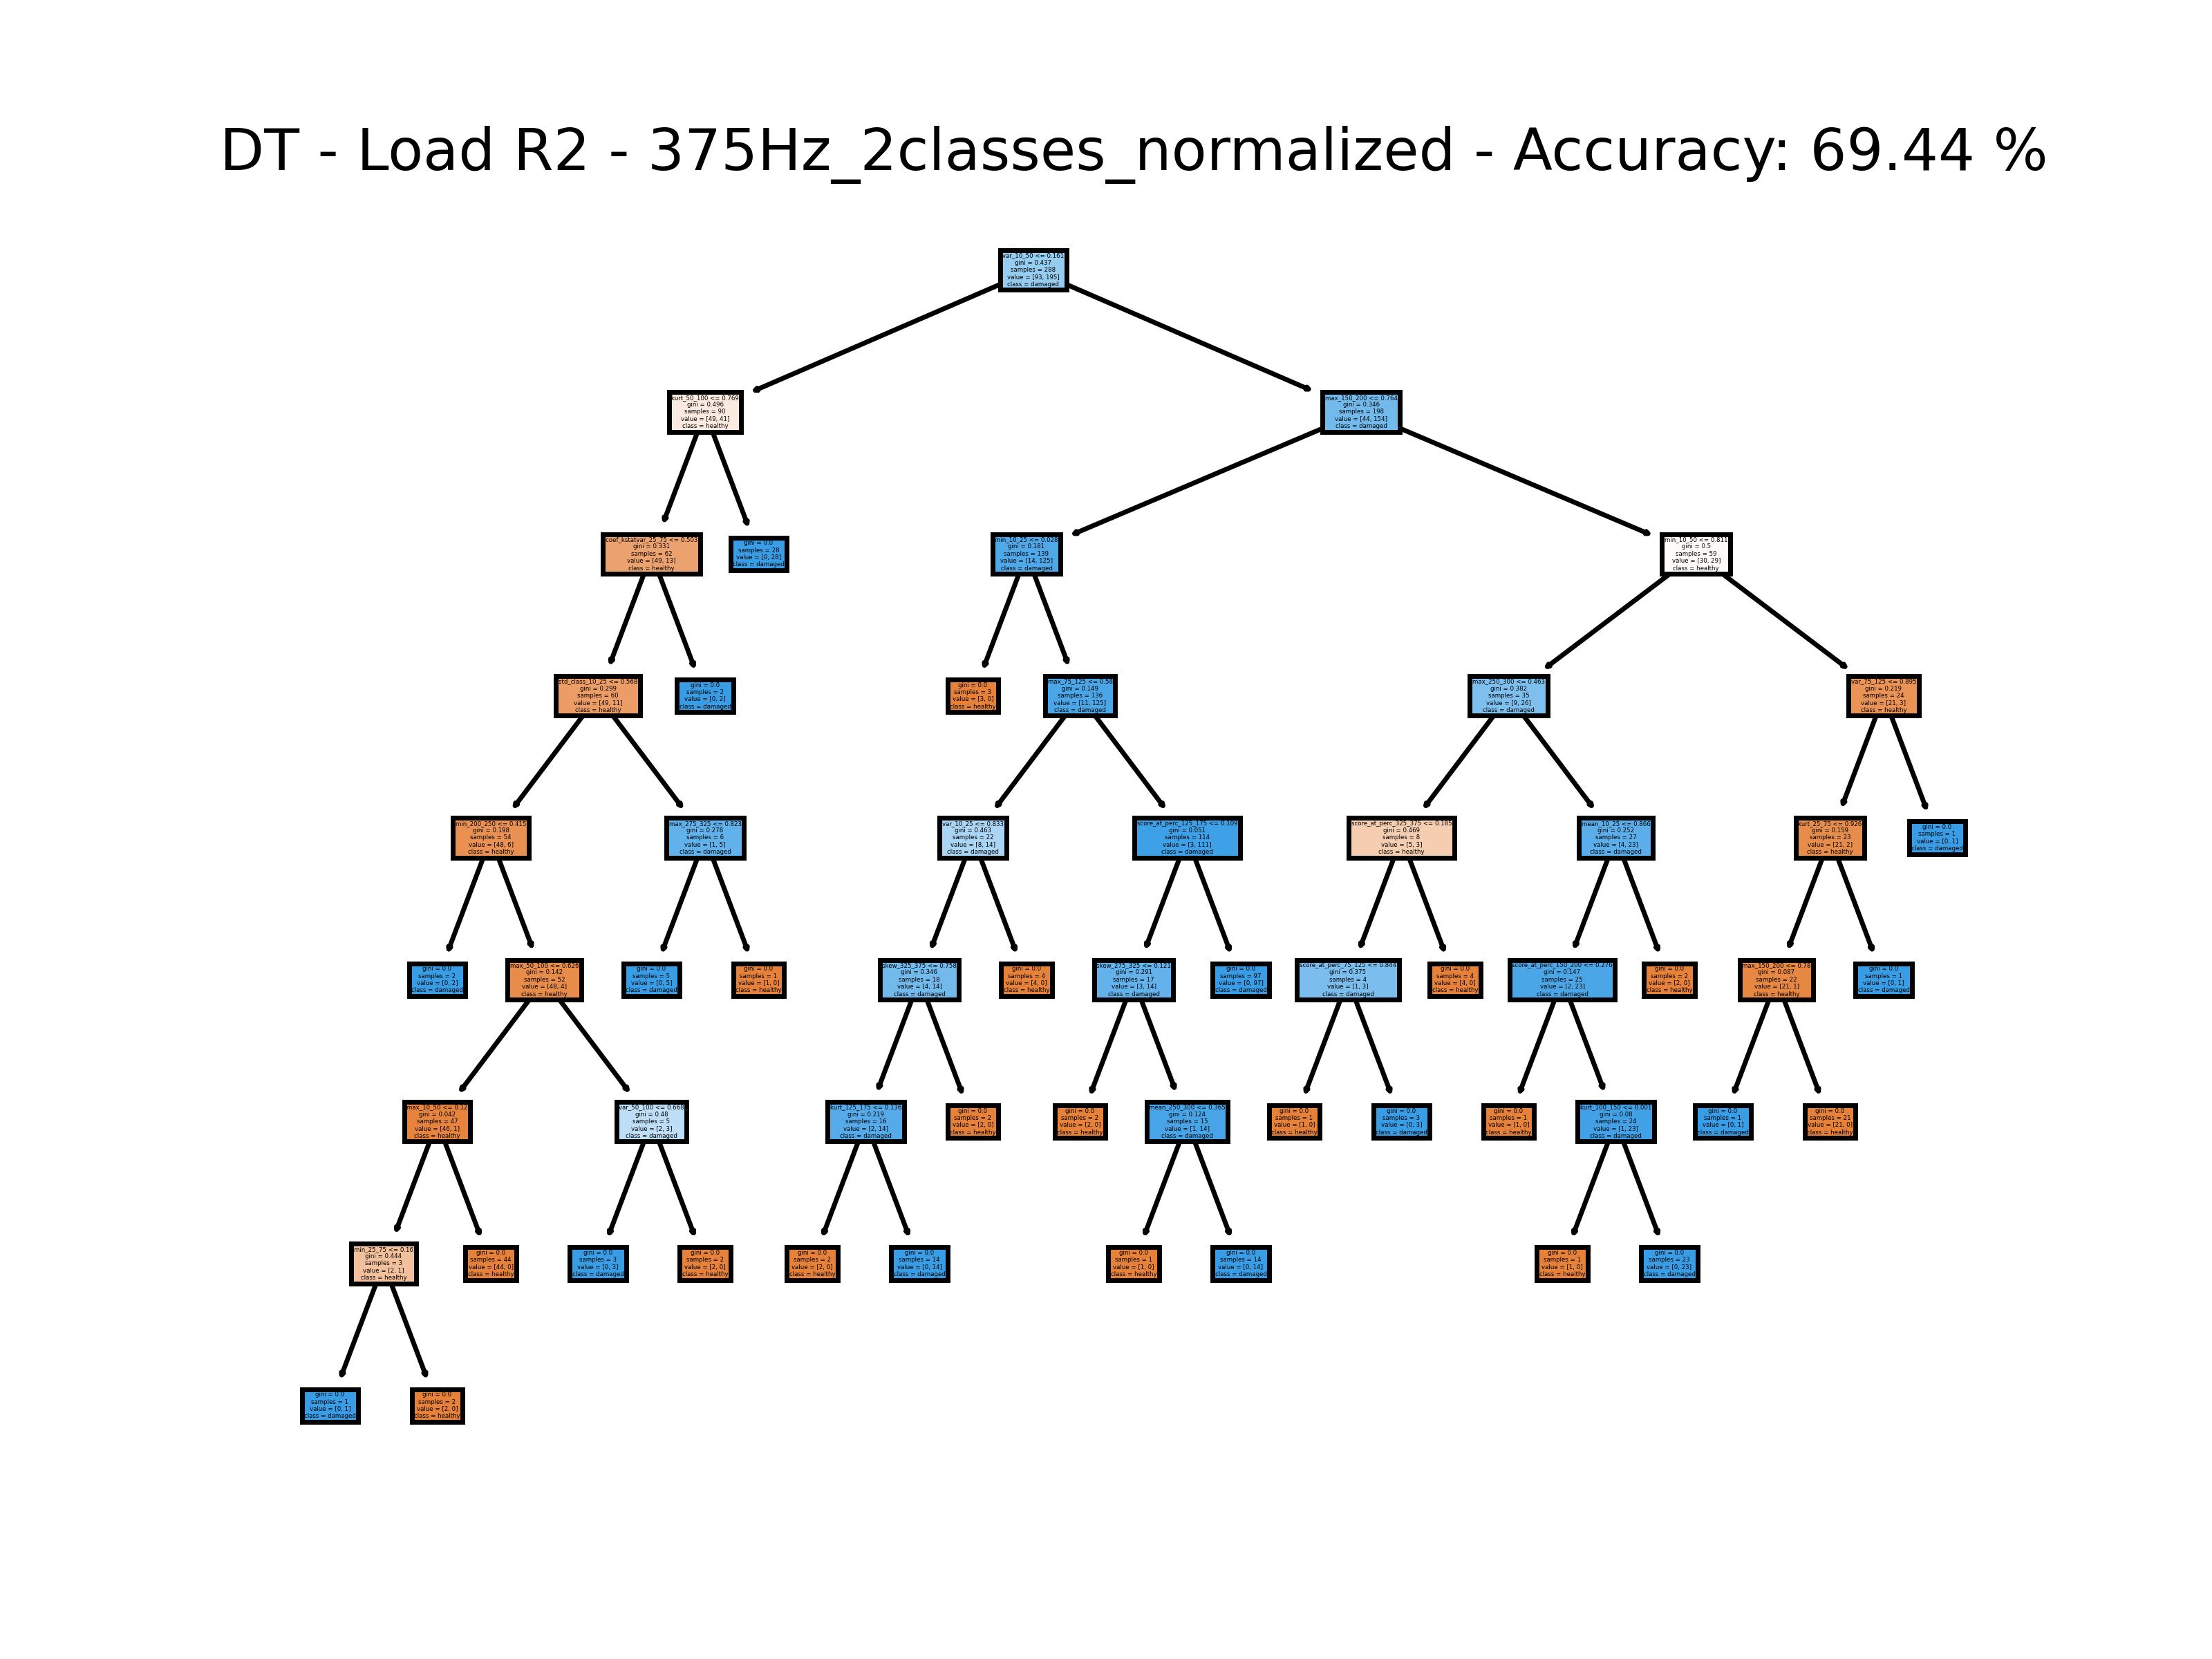 DT - Load R2 - 375Hz_2classes_normalized - Accuracy: 69.44 %
var_10_50 <= 0.161
gini = 0.437
samples = 288
value = [93, 195]
class = damaged
kurt_50_100 <= 0.769
gini = 0.496
samples = 90
value = [49, 41]
class = healthy
max_150_200 <= 0.764
gini = 0.346
samples = 198
value = [44, 154]
class = damaged
coef_kstatvar_25_75 <= 0.503
gini = 0.331
samples = 62
value = [49, 13]
class = healthy
gini = 0.0
samples = 28
value = [0, 28]
class = damaged
min_10_25 <= 0.028
gini = 0.181
samples = 139
value = [14, 125]
class = damaged
min_10_50 <= 0.811
gini = 0.5
samples = 59
value = [30, 29]
class = healthy
std_class_10_25 <= 0.568
gini = 0.299
samples = 60
value = [49, 11]
class = healthy
gini = 0.0
samples = 2
value = [0, 2]
class = damaged
gini = 0.0
samples = 3
value = [3, 0]
class = healthy
max_75_125 <= 0.58
gini = 0.149
samples = 136
value = [11, 125]
class = damaged
max_250_300 <= 0.463
gini = 0.382
samples = 35
value = [9, 26]
class = damaged
var_75_125 <= 0.895
gini = 0.219
samples = 24
value = [21, 3]
class = healthy
min_200_250 <= 0.415
gini = 0.198
samples = 54
value = [48, 6]
class = healthy
max_275_325 <= 0.823
gini = 0.278
samples = 6
value = [1, 5]
class = damaged
var_10_25 <= 0.833
gini = 0.463
samples = 22
value = [8, 14]
class = damaged
score_at_perc_125_175 <= 0.109
gini = 0.051
samples = 114
value = [3, 111]
class = damaged
score_at_perc_325_375 <= 0.185
gini = 0.469
samples = 8
value = [5, 3]
class = healthy
mean_10_25 <= 0.866
gini = 0.252
samples = 27
value = [4, 23]
class = damaged
kurt_25_75 <= 0.926
gini = 0.159
samples = 23
value = [21, 2]
class = healthy
gini = 0.0
samples = 1
value = [0, 1]
class = damaged
gini = 0.0
samples = 2
value = [0, 2]
class = damaged
max_50_100 <= 0.626
gini = 0.142
samples = 52
value = [48, 4]
class = healthy
gini = 0.0
samples = 5
value = [0, 5]
class = damaged
gini = 0.0
samples = 1
value = [1, 0]
class = healthy
skew_325_375 <= 0.758
gini = 0.346
samples = 18
value = [4, 14]
class = damaged
gini = 0.0
samples = 4
value = [4, 0]
class = healthy
skew_275_325 <= 0.121
gini = 0.291
samples = 17
value = [3, 14]
class = damaged
gini = 0.0
samples = 97
value = [0, 97]
class = damaged
score_at_perc_75_125 <= 0.844
gini = 0.375
samples = 4
value = [1, 3]
class = damaged
gini = 0.0
samples = 4
value = [4, 0]
class = healthy
score_at_perc_150_200 <= 0.276
gini = 0.147
samples = 25
value = [2, 23]
class = damaged
gini = 0.0
samples = 2
value = [2, 0]
class = healthy
max_150_200 <= 0.78
gini = 0.087
samples = 22
value = [21, 1]
class = healthy
gini = 0.0
samples = 1
value = [0, 1]
class = damaged
max_10_50 <= 0.12
gini = 0.042
samples = 47
value = [46, 1]
class = healthy
var_50_100 <= 0.668
gini = 0.48
samples = 5
value = [2, 3]
class = damaged
kurt_125_175 <= 0.136
gini = 0.219
samples = 16
value = [2, 14]
class = damaged
gini = 0.0
samples = 2
value = [2, 0]
class = healthy
gini = 0.0
samples = 2
value = [2, 0]
class = healthy
mean_250_300 <= 0.365
gini = 0.124
samples = 15
value = [1, 14]
class = damaged
gini = 0.0
samples = 1
value = [1, 0]
class = healthy
gini = 0.0
samples = 3
value = [0, 3]
class = damaged
gini = 0.0
samples = 1
value = [1, 0]
class = healthy
kurt_100_150 <= 0.001
gini = 0.08
samples = 24
value = [1, 23]
class = damaged
gini = 0.0
samples = 1
value = [0, 1]
class = damaged
gini = 0.0
samples = 21
value = [21, 0]
class = healthy
min_25_75 <= 0.16
gini = 0.444
samples = 3
value = [2, 1]
class = healthy
gini = 0.0
samples = 44
value = [44, 0]
class = healthy
gini = 0.0
samples = 3
value = [0, 3]
class = damaged
gini = 0.0
samples = 2
value = [2, 0]
class = healthy
gini = 0.0
samples = 2
value = [2, 0]
class = healthy
gini = 0.0
samples = 14
value = [0, 14]
class = damaged
gini = 0.0
samples = 1
value = [1, 0]
class = healthy
gini = 0.0
samples = 14
value = [0, 14]
class = damaged
gini = 0.0
samples = 1
value = [1, 0]
class = healthy
gini = 0.0
samples = 23
value = [0, 23]
class = damaged
gini = 0.0
samples = 1
value = [0, 1]
class = damaged
gini = 0.0
samples = 2
value = [2, 0]
class = healthy